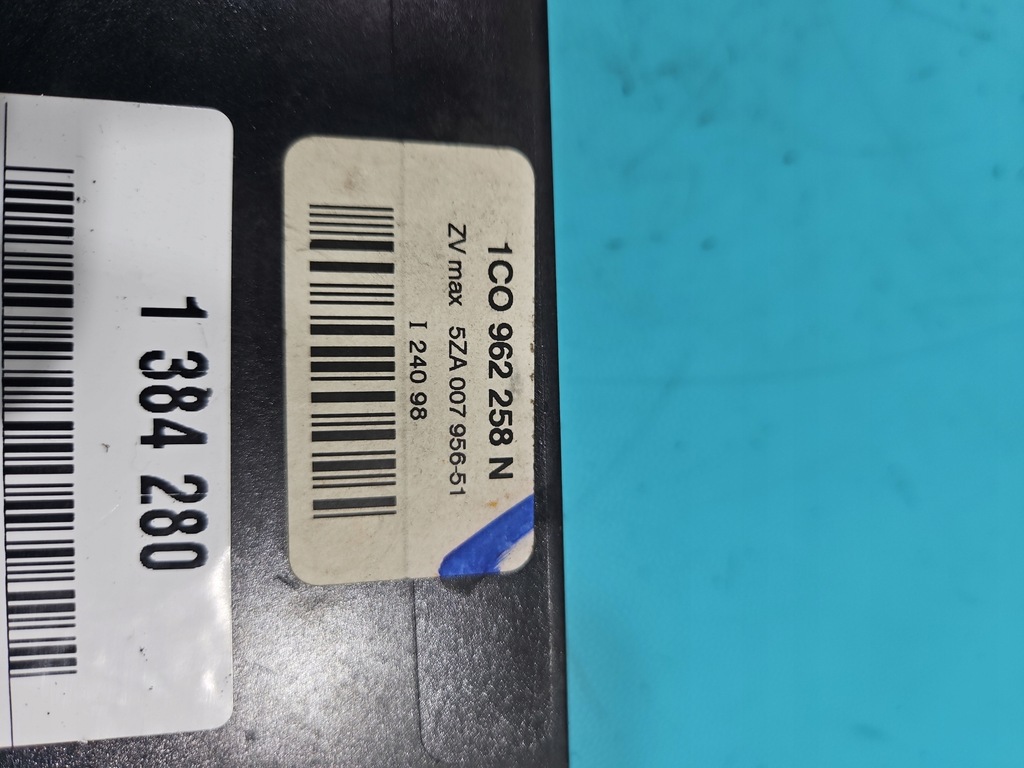 1CO 962 258 N
ZV max 5ZA 007 956-51
I 240 98
1 384 280